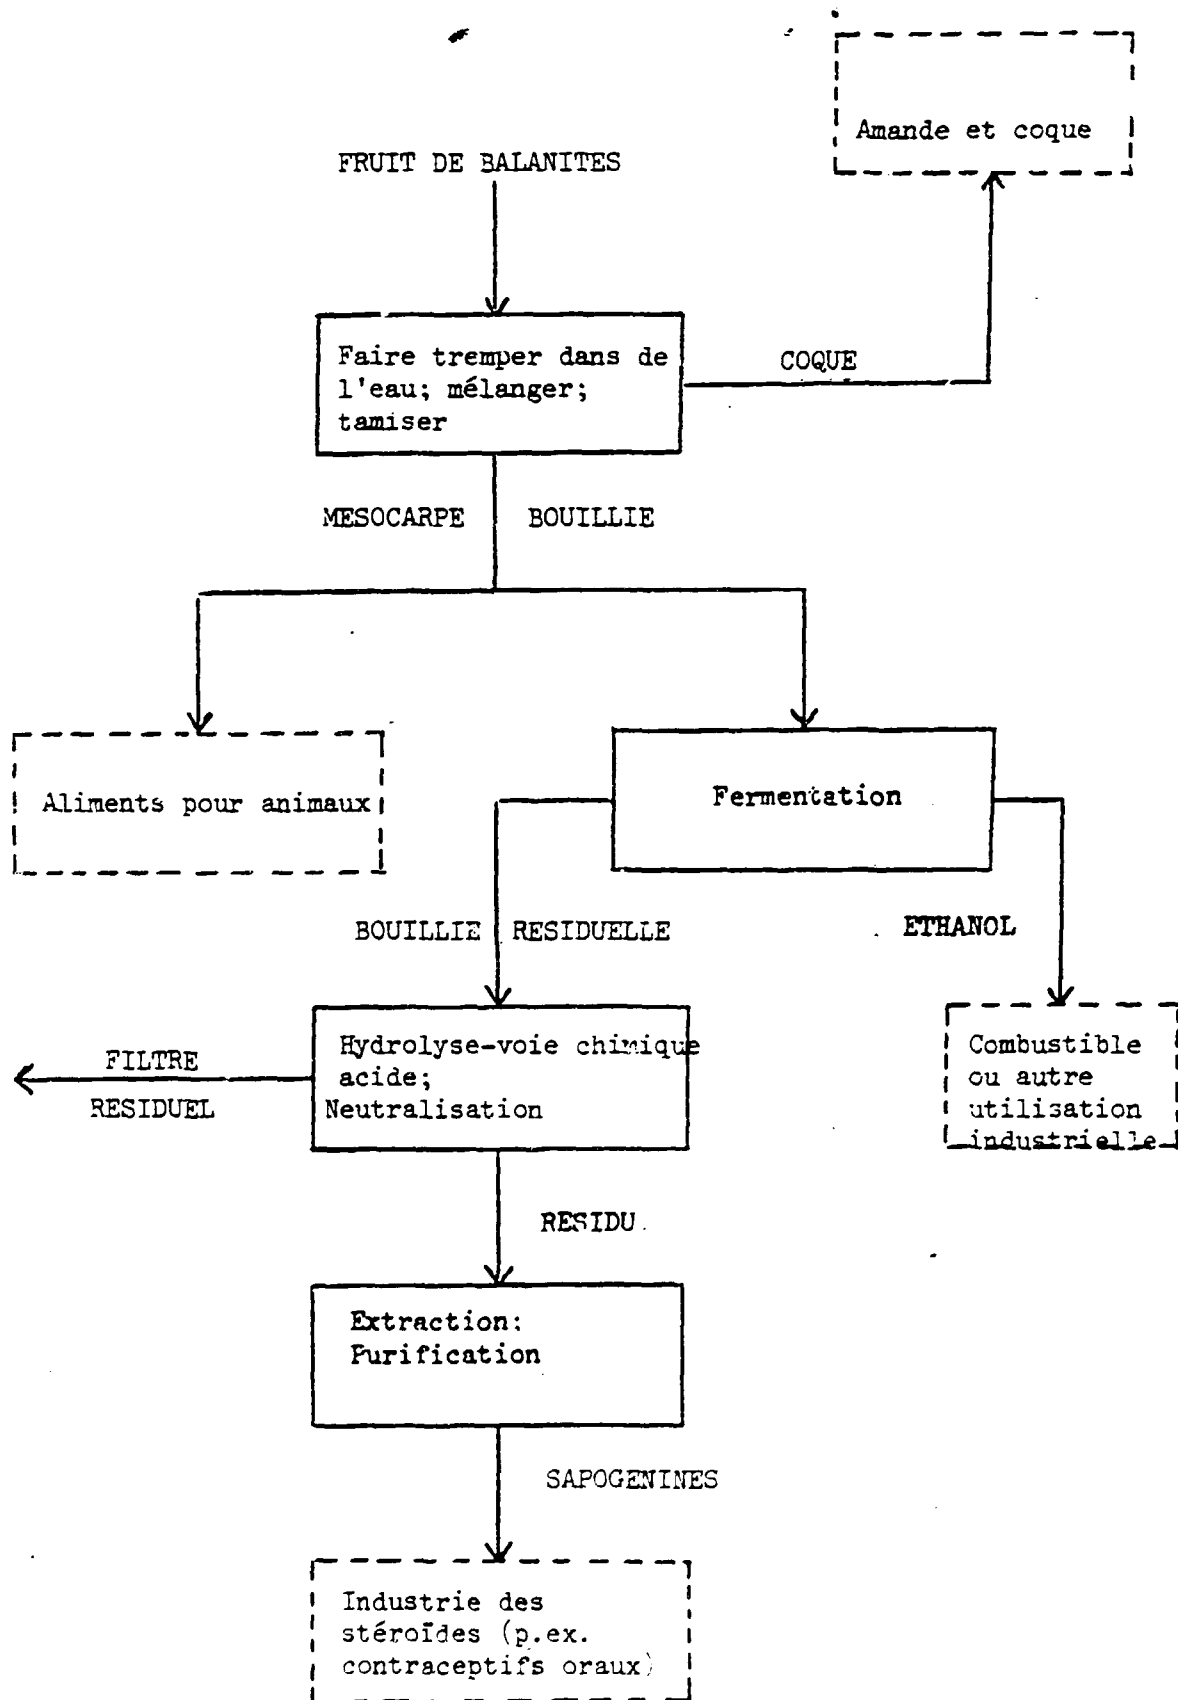 Amande et coque
FRUIT DE BALANITES
Faire tremper dans de
l'eau; mélanger;
tamiser
COQUE
MESOCARPE BOUILLIE
Aliments pour animaux
Fermentation
BOUILLIE RESIDUELLE
ETHANOL
Hydrolyse-voie chimique
acide;
Neutralisation
FILTRE
RESIDUEL
Combustible
ou autre
utilisation
industrielle
RESIDU
Extraction:
Purification
SAPOGENINES
Industrie des
stéroïdes (p.ex.
contraceptifs oraux)